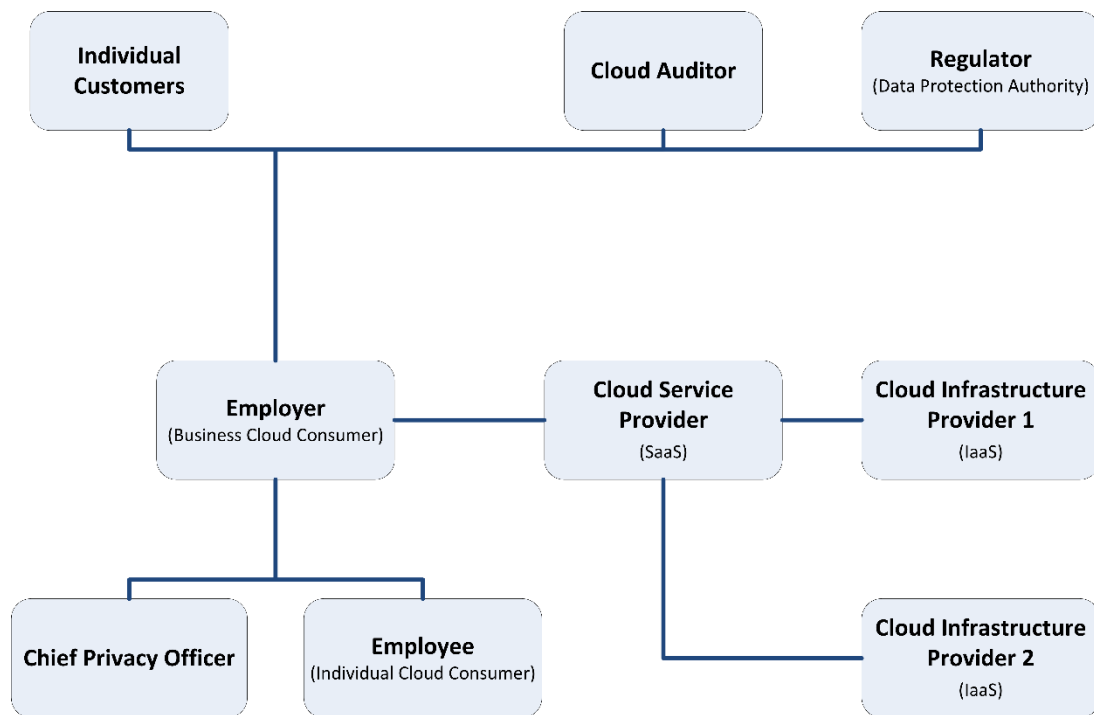 Individual
Customers
Cloud Auditor
Regulator
(Data Protection Authority)
Employer
(Business Cloud Consumer)
Cloud Service
Provider
(SaaS)
Cloud Infrastructure
Provider 1
(IaaS)
Chief Privacy Officer
Employee
(Individual Cloud Consumer)
Cloud Infrastructure
Provider 2
(IaaS)